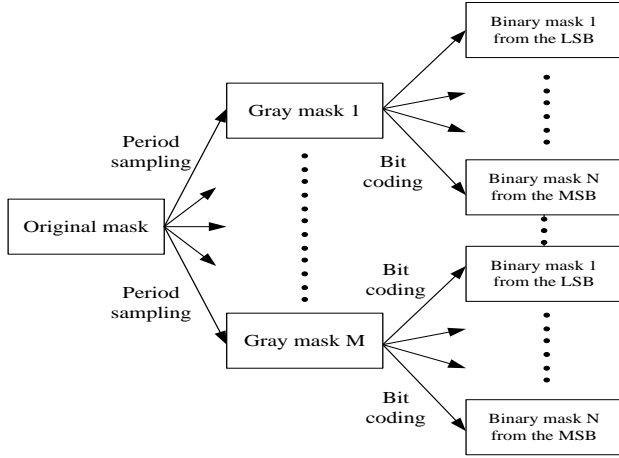 Binary mask 1
from the LSB
Gray mask 1
Period
sampling
Bit
coding
Binary mask N
from the MSB
Original mask
Binary mask 1
from the LSB
Bit
coding
Period
sampling
Gray mask M
Bit
coding
Binary mask N
from the MSB